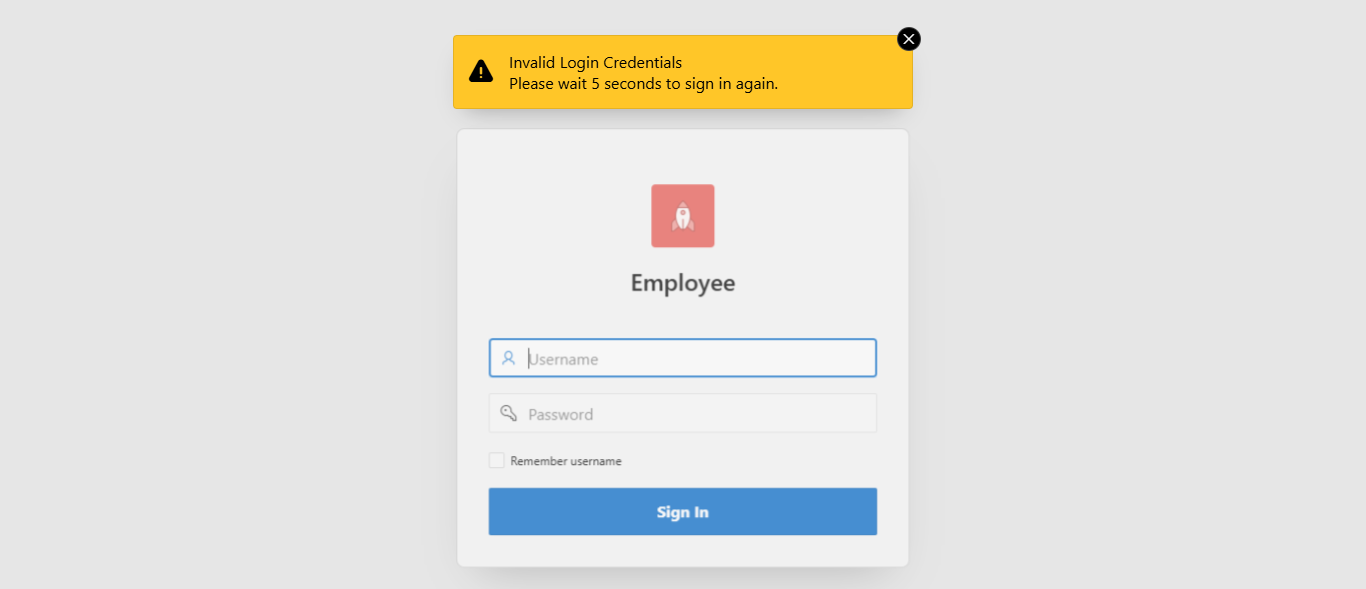 Invalid Login Credentials
Please wait 5 seconds to sign in again.
Employee
Username
Password
Remember username
Sign In